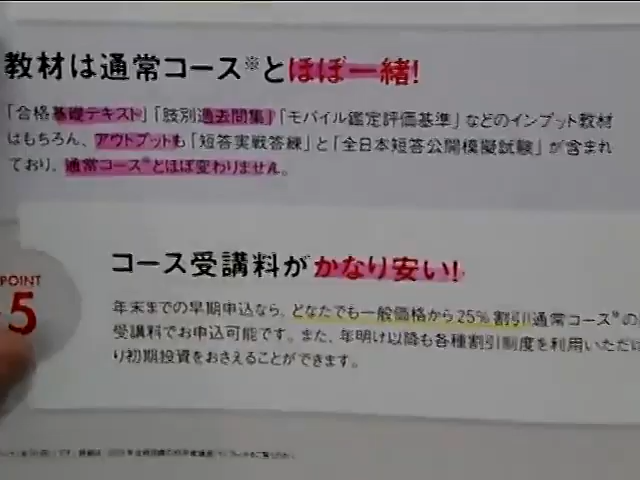 教材は通常コース※とほぼ一緒!
「合格基礎テキスト」「肢別過去問集」「モバイル鑑定評価基準」などのインプット教材
はもちろん、アウトプットも「短答実戦答練」と「全日本短答公開模擬試験」が含まれ
ており、通常コース※とほぼ変わりません。
POINT
5
コース受講料がかなり安い!
年末までの早期申込なら、どなたでも一般価格から25%割引!通常コース※の
受講料でお申込可能です。また、年明け以降も各種割引制度を利用いただけ
り初期投資をおさえることができます。